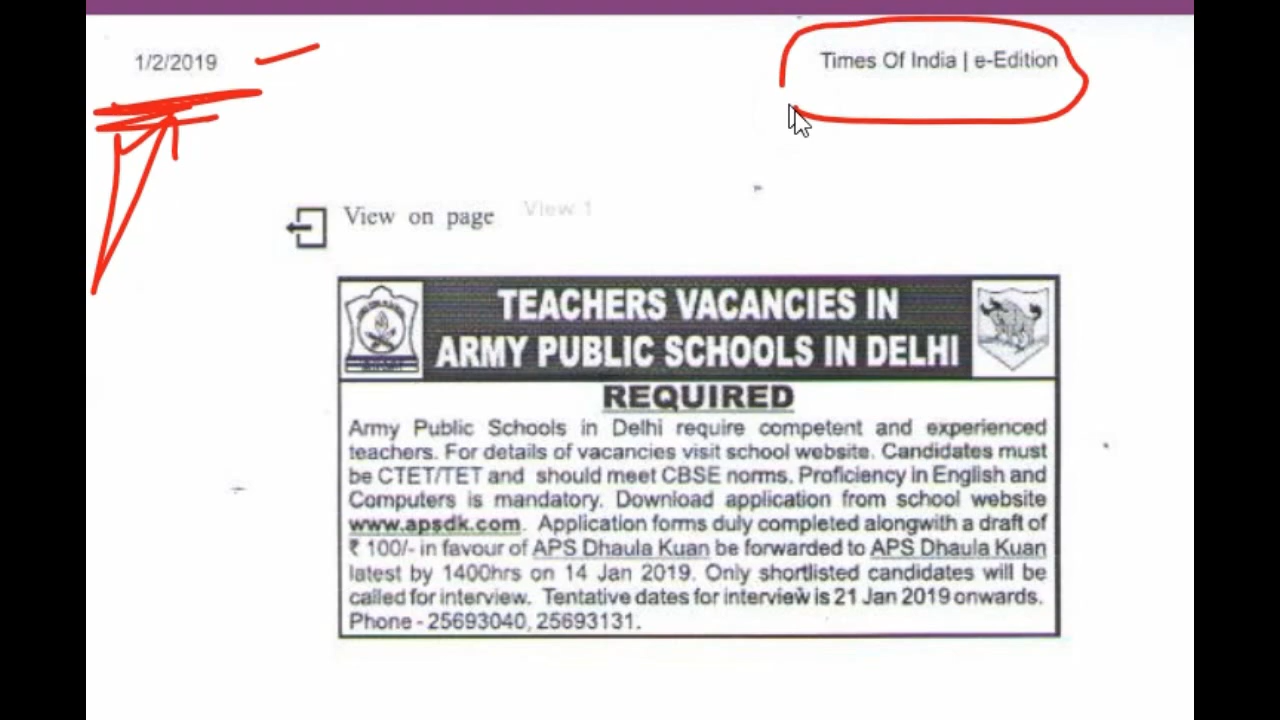 1/2/2019
Times Of India | e-Edition
View on page
View 1
TEACHERS VACANCIES IN
ARMY PUBLIC SCHOOLS IN DELHI
REQUIRED
Army Public Schools in Delhi require competent and experienced
teachers. For details of vacancies visit school website. Candidates must
be CTET/TET and should meet CBSE norms. Proficiency in English and
Computers is mandatory. Download application from school website
www.apsdk.com. Application forms duly completed alongwith a draft of
₹ 100/- in favour of APS Dhaula Kuan be forwarded to APS Dhaula Kuan
latest by 1400hrs on 14 Jan 2019. Only shortlisted candidates will be
called for interview. Tentative dates for interview is 21 Jan 2019 onwards.
Phone - 25693040, 25693131.